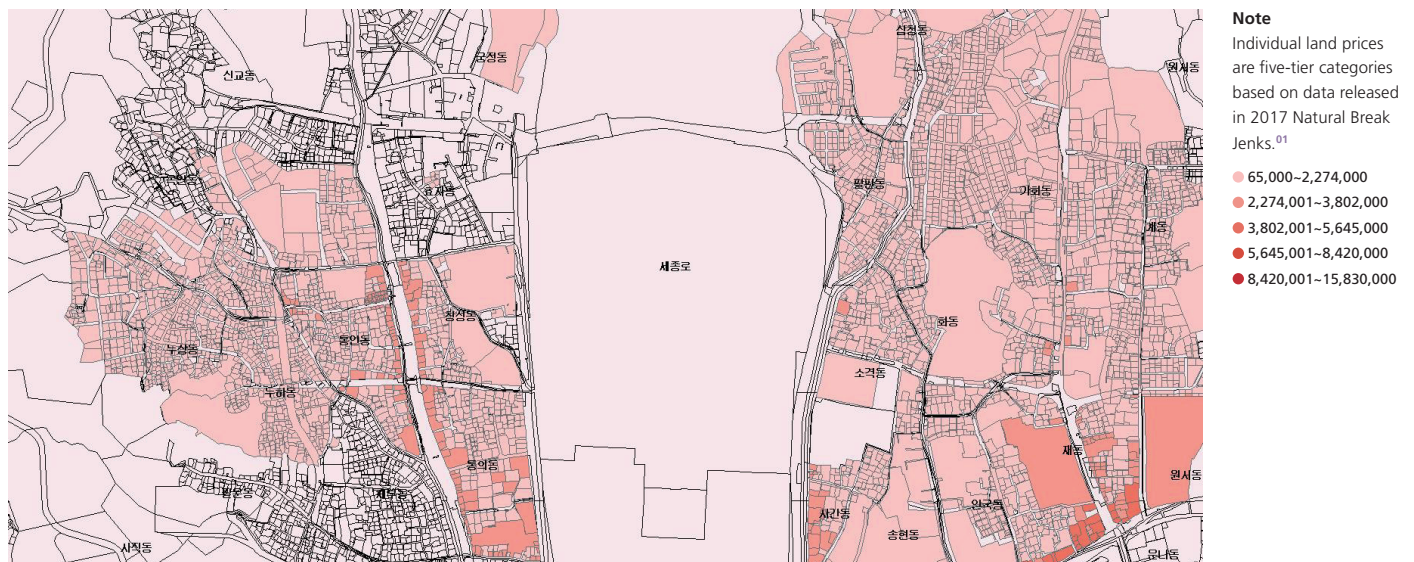 Note
Individual land prices
are five-tier categories
based on data released
in 2017 Natural Break
Jenks.01
65,000~2,274,000
2,274,001~3,802,000
3,802,001~5,645,000
5,645,001~8,420,000
8,420,001~15,830,000
삼청동
궁정동
신교동
원서동
효자동
팔판동
가회동
계동
세종로
창성동
통인동
화동
누상동
소격동
누하동
재동
통의동
원서동
필운동
체부동
사간동
안국동
송현동
사직동
운니동